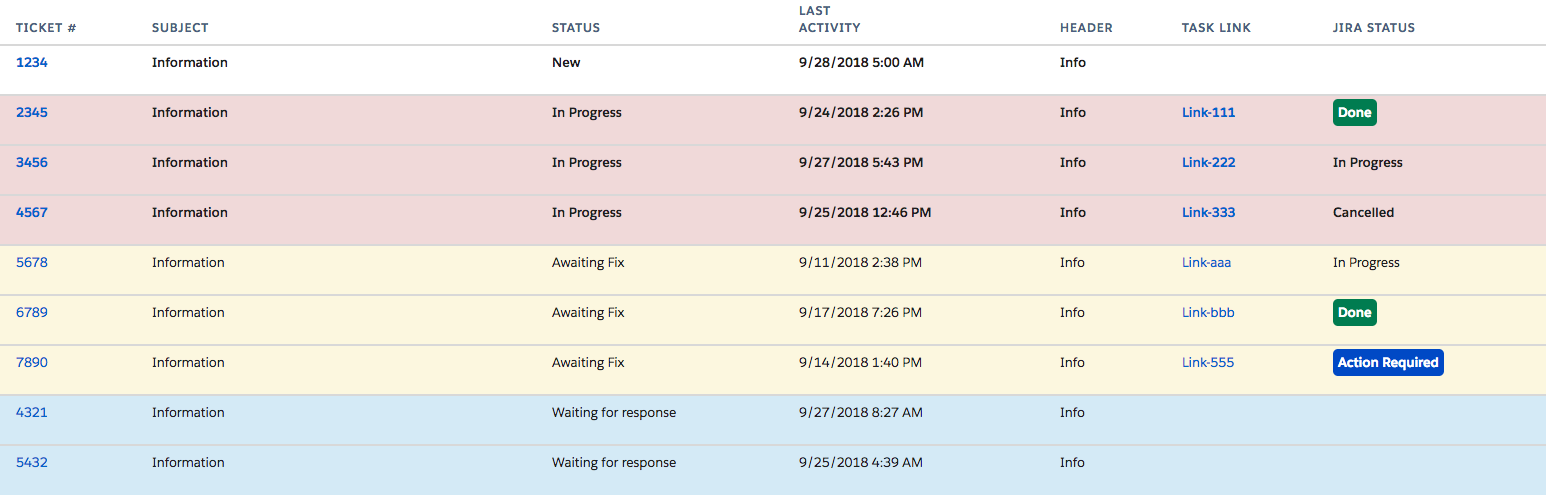 TICKET # SUBJECT STATUS LAST ACTIVITY HEADER TASK LINK JIRA STATUS
1234 Information New 9/28/2018 5:00 AM Info
2345 Information In Progress 9/24/2018 2:26 PM Info Link-111 Done
3456 Information In Progress 9/27/2018 5:43 PM Info Link-222 In Progress
4567 Information In Progress 9/25/2018 12:46 PM Info Link-333 Cancelled
5678 Information Awaiting Fix 9/11/2018 2:38 PM Info Link-aaa In Progress
6789 Information Awaiting Fix 9/17/2018 7:26 PM Info Link-bbb Done
7890 Information Awaiting Fix 9/14/2018 1:40 PM Info Link-555 Action Required
4321 Information Waiting for response 9/27/2018 8:27 AM Info
5432 Information Waiting for response 9/25/2018 4:39 AM Info